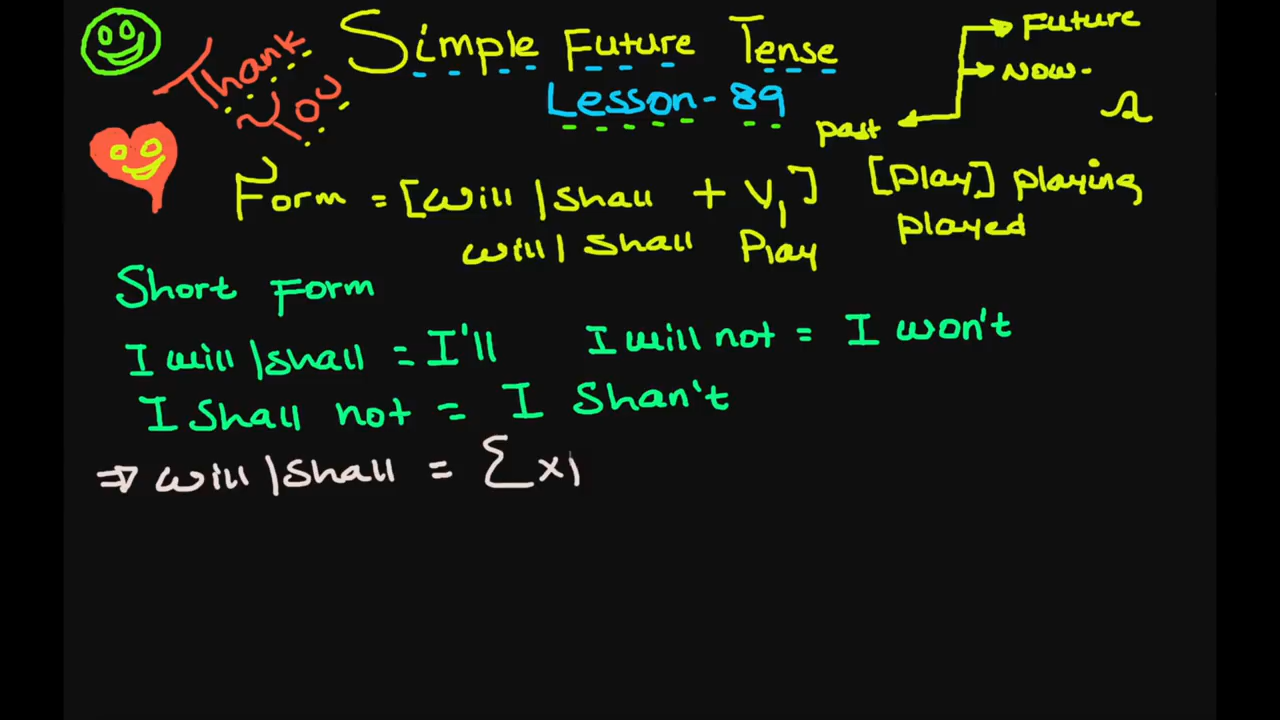 Thank You
Simple Future Tense
Lesson-89
Future
Now
past
Form = [will/shall + V1] [Play] playing
will/shall Play played
Short Form
I will/shall = I'll I will not = I won't
I shall not = I shan't
⇒ will/shall =